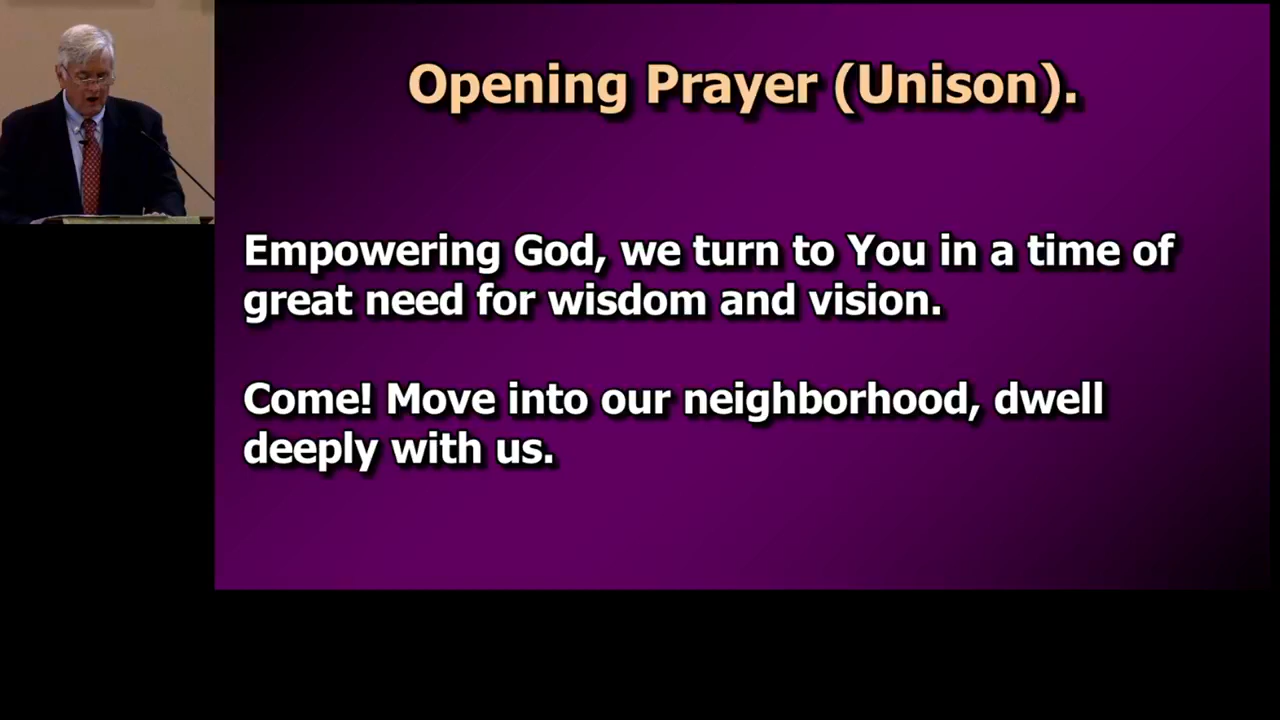 Opening Prayer (Unison).
Empowering God, we turn to You in a time of
great need for wisdom and vision.
Come! Move into our neighborhood, dwell
deeply with us.